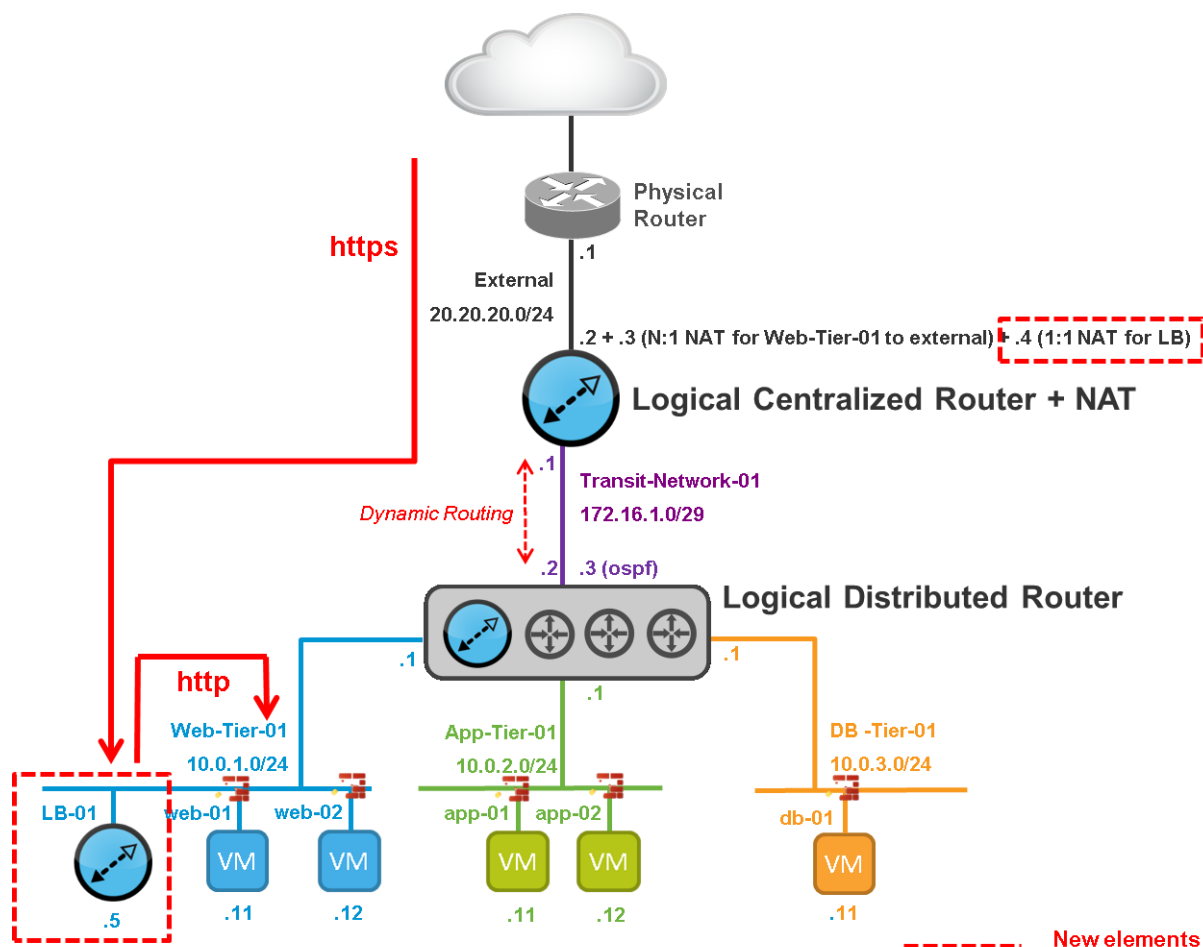 Physical
Router
https
.1
External
20.20.20.0/24
.2 + .3 (N:1 NAT for Web-Tier-01 to external) + .4 (1:1 NAT for LB)
Logical Centralized Router + NAT
.1
Transit-Network-01
172.16.1.0/29
Dynamic Routing
.2
.3 (ospf)
Logical Distributed Router
.1
.1
.1
http
Web-Tier-01
10.0.1.0/24
App-Tier-01
10.0.2.0/24
DB -Tier-01
10.0.3.0/24
LB-01
web-01
web-02
app-01
app-02
db-01
VM
VM
VM
VM
VM
.5
.11
.12
.11
.12
.11
New elements